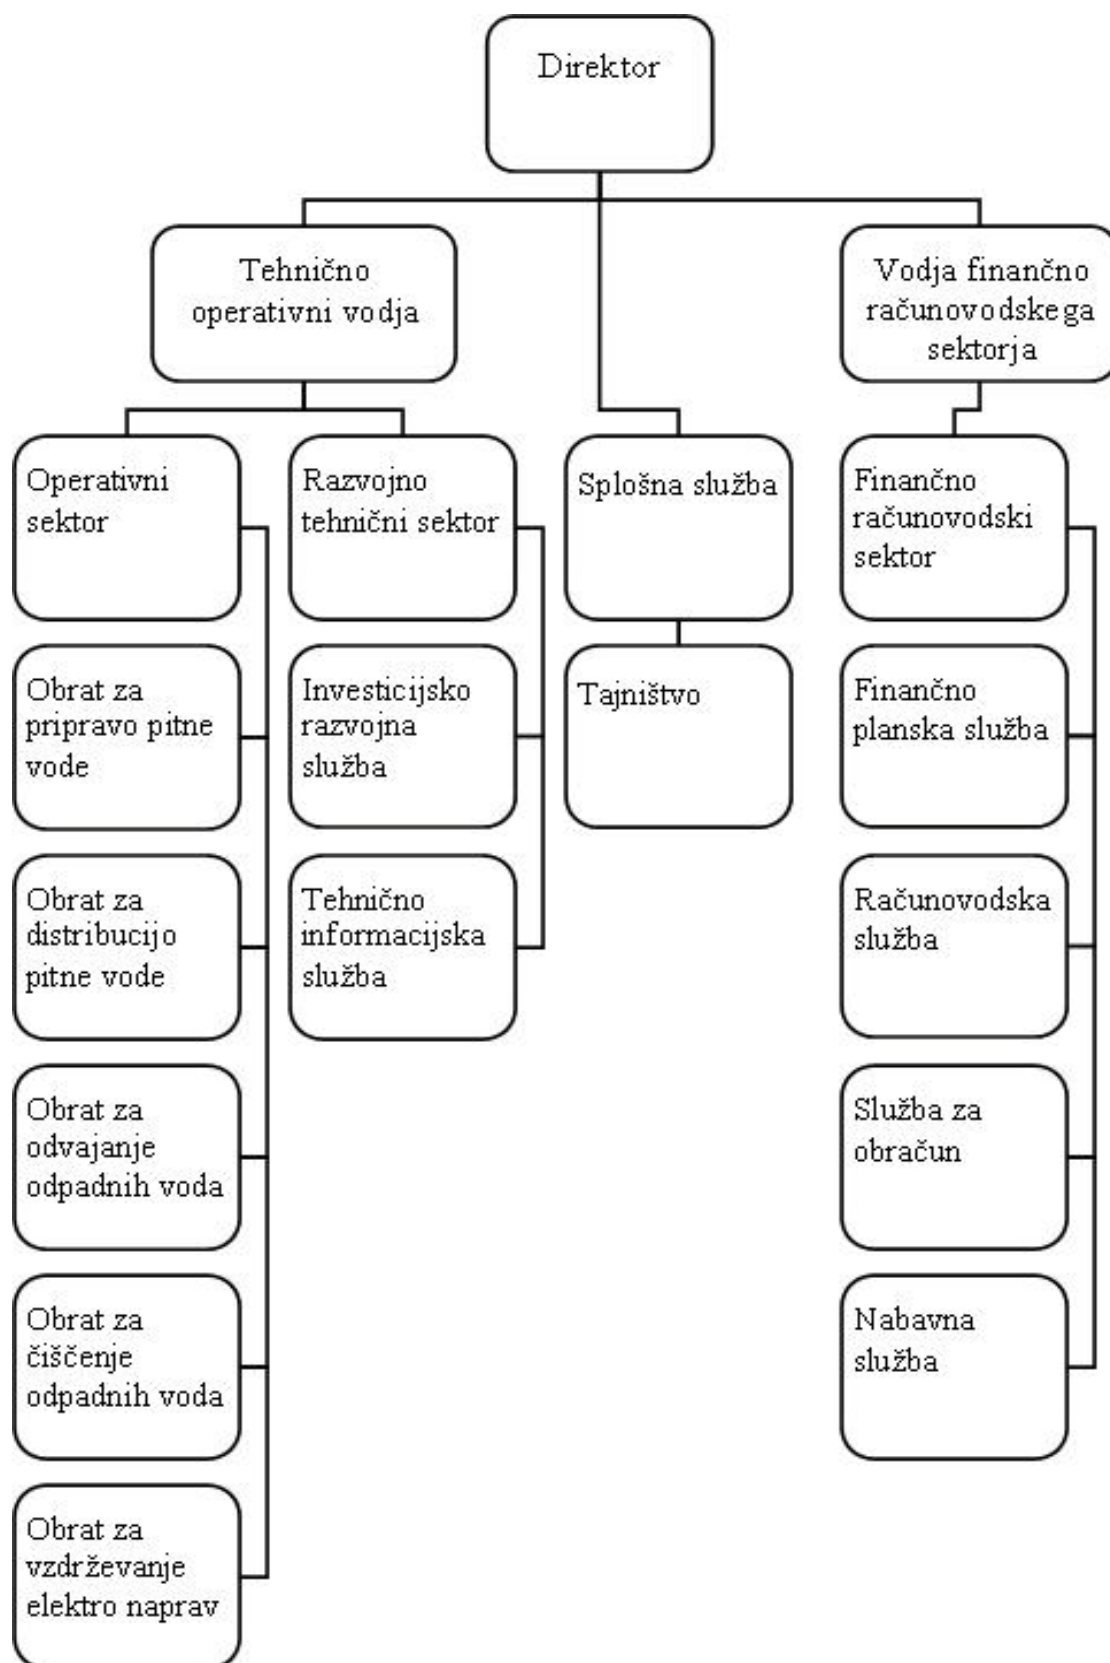 Direktor
Tehnično
operativni vodja
Vodja finančno
računovodskega
sektorja
Operativni
sektor
Razvojno
tehnični sektor
Splošna služba
Finančno
računovodski
sektor
Obrat za
pripravo pitne
vode
Investicijsko
razvojna
služba
Tajništvo
Finančno
planska služba
Obrat za
distribucijo
pitne vode
Tehnično
informacijska
služba
Računovodska
služba
Obrat za
odvajanje
odpadnih voda
Služba za
obračun
Obrat za
čiščenje
odpadnih voda
Nabavna
služba
Obrat za
vzdrževanje
elektro naprav